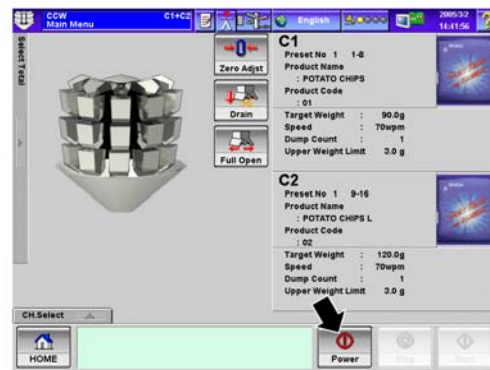 CCW
Main Menu
C1+C2
English
2005/3/2
14:41:56
Select Total
Zero Adjst
Drain
Full Open
C1
Preset No 1 1-8
Product Name
: POTATO CHIPS
Product Code
: 01
Target Weight : 90.0g
Speed : 70wpm
Dump Count : 1
Upper Weight Limit 3.0 g
C2
Preset No 1 9-16
Product Name
: POTATO CHIPS L
Product Code
: 02
Target Weight : 120.0g
Speed : 70wpm
Dump Count : 1
Upper Weight Limit 3.0 g
CH.Select
HOME
Power
Stop
Start